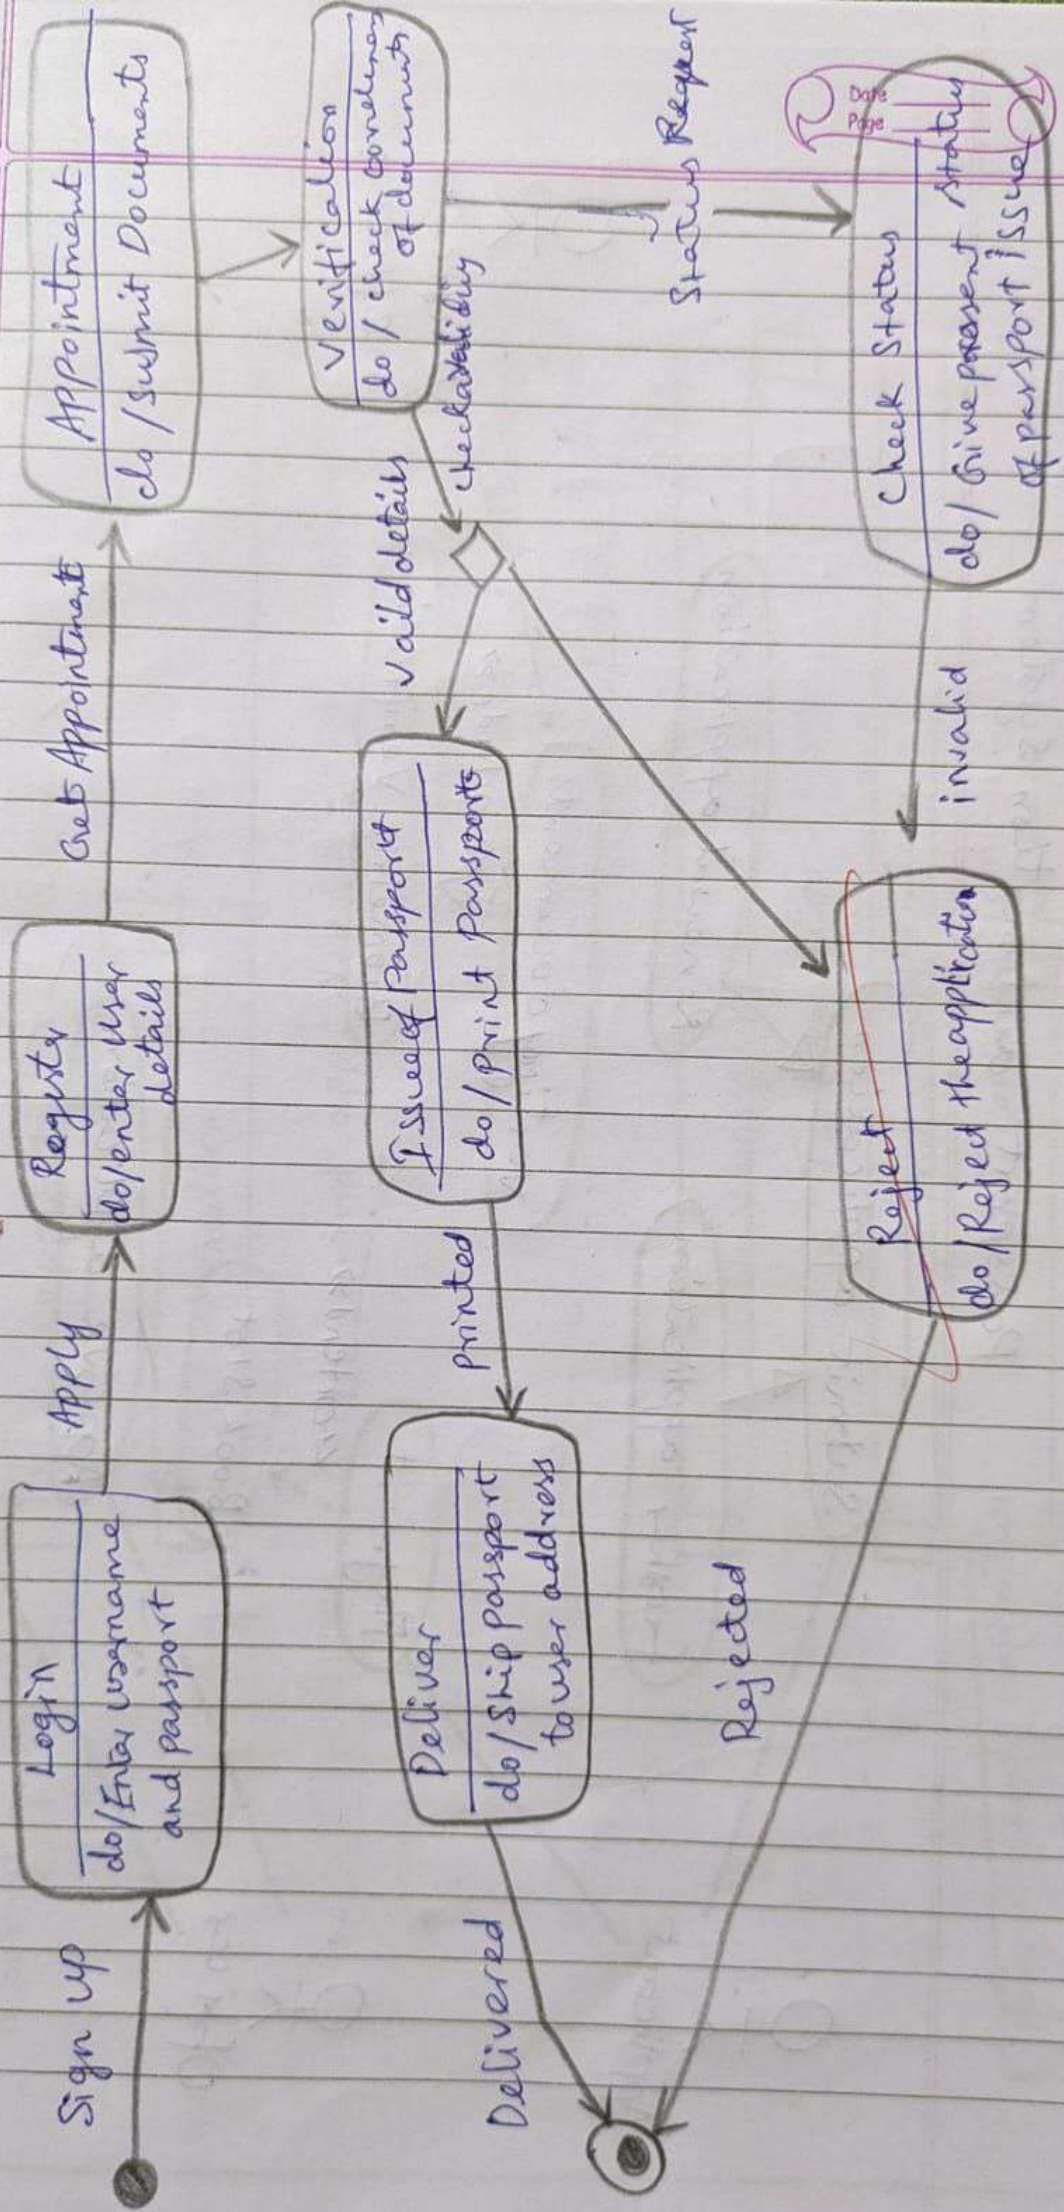 Sign up
Login
do/Enter username
and passport
Apply
Register
do/enter User
details
Get Appointment
Appointment
do/Submit Documents
Verification
do/check correctness
of documents
check availability
Vaild details
Issue of Passport
do/print Passports
Printed
Deliver
do/Ship passport
to user address
Delivered
Status Request
Date
Page
Check Status
do/Give present status
of passport issue
invalid
Reject
do/Reject the application
Rejected